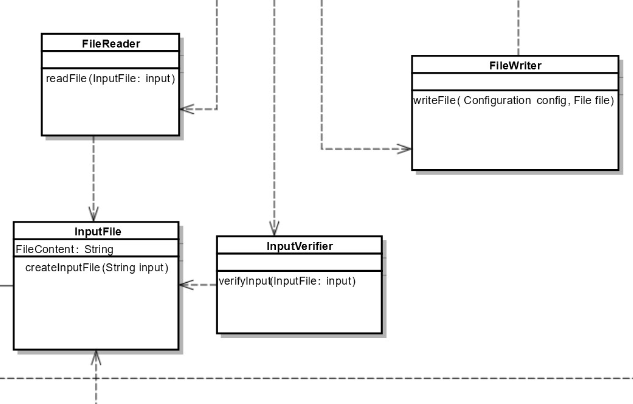 FileReader
readFile(InputFile: input)
FileWriter
writeFile( Configuration config, File file)
InputFile
FileContent: String
createInputFile(String input)
InputVerifier
verifyInput(InputFile: input)